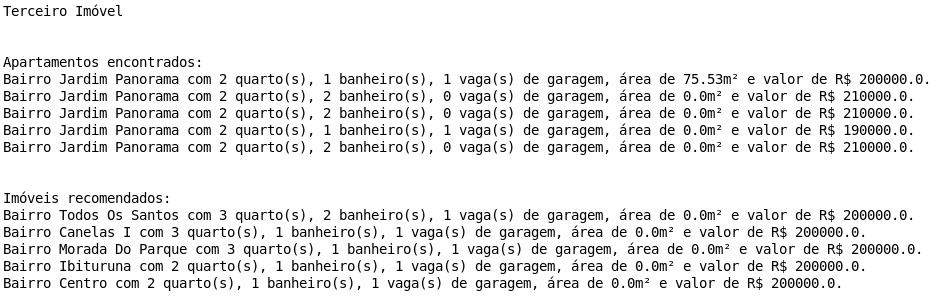 Terceiro Imóvel
Apartamentos encontrados:
Bairro Jardim Panorama com 2 quarto(s), 1 banheiro(s), 1 vaga(s) de garagem, área de 75.53m² e valor de R$ 200000.0.
Bairro Jardim Panorama com 2 quarto(s), 2 banheiro(s), 0 vaga(s) de garagem, área de 0.0m² e valor de R$ 210000.0.
Bairro Jardim Panorama com 2 quarto(s), 2 banheiro(s), 0 vaga(s) de garagem, área de 0.0m² e valor de R$ 210000.0.
Bairro Jardim Panorama com 2 quarto(s), 1 banheiro(s), 1 vaga(s) de garagem, área de 0.0m² e valor de R$ 190000.0.
Bairro Jardim Panorama com 2 quarto(s), 2 banheiro(s), 0 vaga(s) de garagem, área de 0.0m² e valor de R$ 210000.0.
Imóveis recomendados:
Bairro Todos Os Santos com 3 quarto(s), 2 banheiro(s), 1 vaga(s) de garagem, área de 0.0m² e valor de R$ 200000.0.
Bairro Canelas I com 3 quarto(s), 1 banheiro(s), 1 vaga(s) de garagem, área de 0.0m² e valor de R$ 200000.0.
Bairro Morada Do Parque com 3 quarto(s), 1 banheiro(s), 1 vaga(s) de garagem, área de 0.0m² e valor de R$ 200000.0.
Bairro Ibituruna com 2 quarto(s), 1 banheiro(s), 1 vaga(s) de garagem, área de 0.0m² e valor de R$ 200000.0.
Bairro Centro com 2 quarto(s), 1 banheiro(s), 1 vaga(s) de garagem, área de 0.0m² e valor de R$ 200000.0.